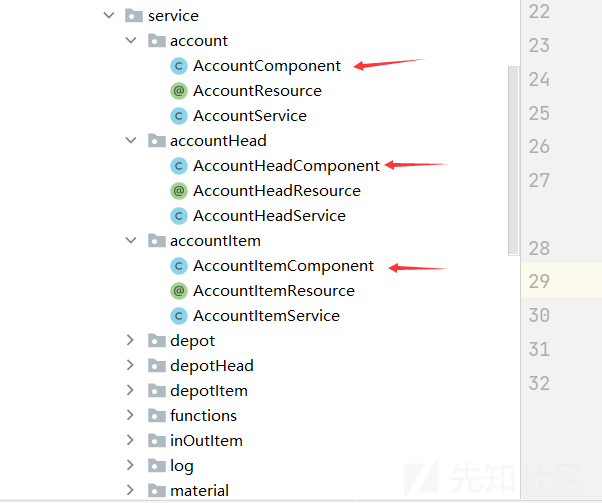 service
account
AccountComponent
AccountResource
AccountService
accountHead
AccountHeadComponent
AccountHeadResource
AccountHeadService
accountItem
AccountItemComponent
AccountItemResource
AccountItemService
depot
depotHead
depotItem
functions
inOutItem
log
material
22
23
24
25
26
27
28
29
30
31
32
先知社区